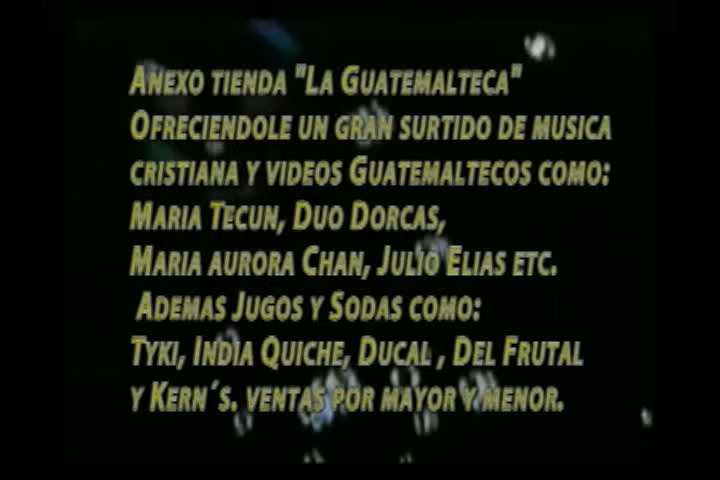 ANEXO TIENDA "LA GUATEMALTECA"
OFRECIENDOLE UN GRAN SURTIDO DE MUSICA
CRISTIANA Y VIDEOS GUATEMALTECOS COMO:
MARIA TECUN, DUO DORCAS,
MARIA AURORA CHAN, JULIO ELIAS ETC.
ADEMAS JUGOS Y SODAS COMO:
TYKI, INDIA QUICHE, DUCAL , DEL FRUTAL
Y KERN´S. VENTAS POR MAYOR Y MENOR.